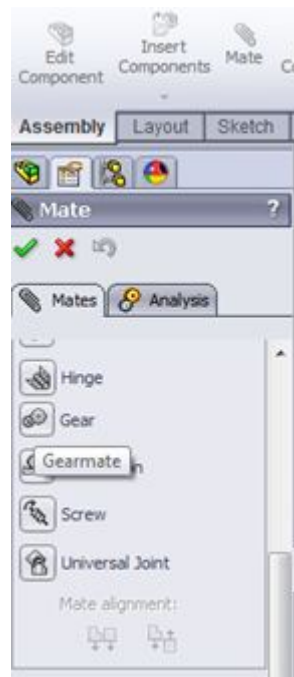 Edit
Component
Insert
Components
Mate
Assembly Layout Sketch
Mate ?
Mates Analysis
Hinge
Gear
Gearmate
Screw
Universal Joint
Mate alignment: